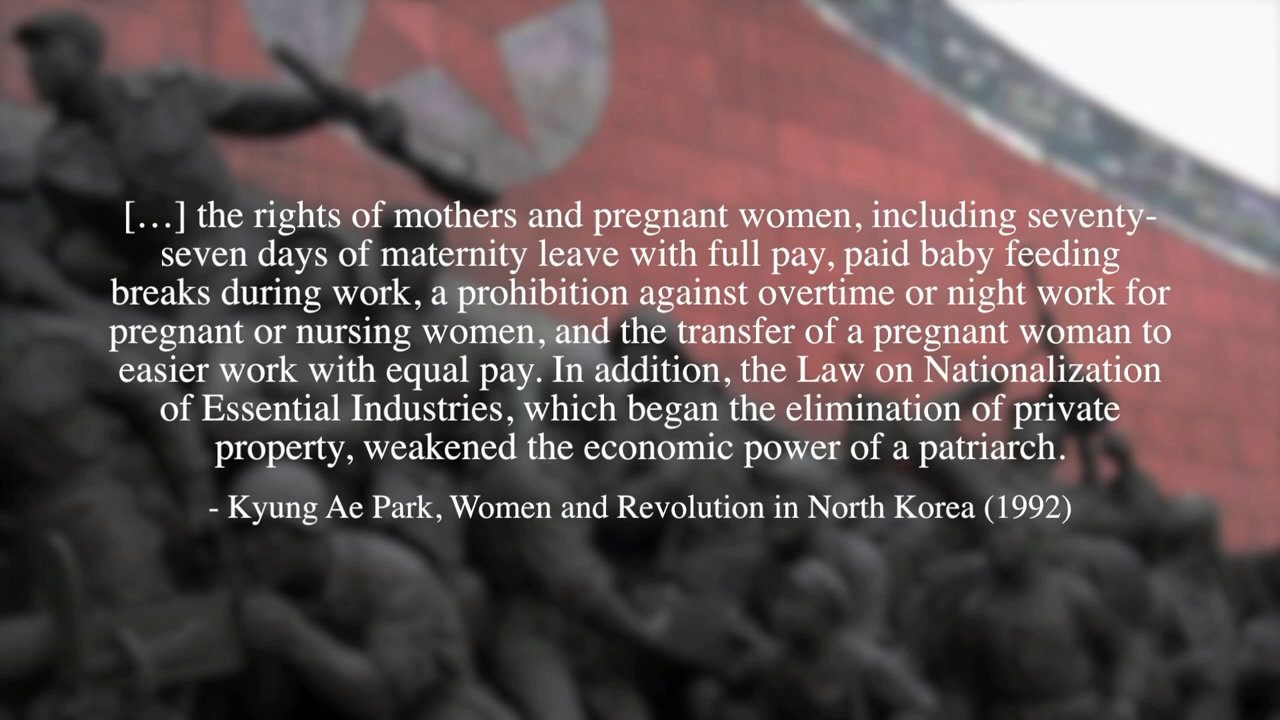 […] the rights of mothers and pregnant women, including seventy-
seven days of maternity leave with full pay, paid baby feeding
breaks during work, a prohibition against overtime or night work for
pregnant or nursing women, and the transfer of a pregnant woman to
easier work with equal pay. In addition, the Law on Nationalization
of Essential Industries, which began the elimination of private
property, weakened the economic power of a patriarch.
- Kyung Ae Park, Women and Revolution in North Korea (1992)